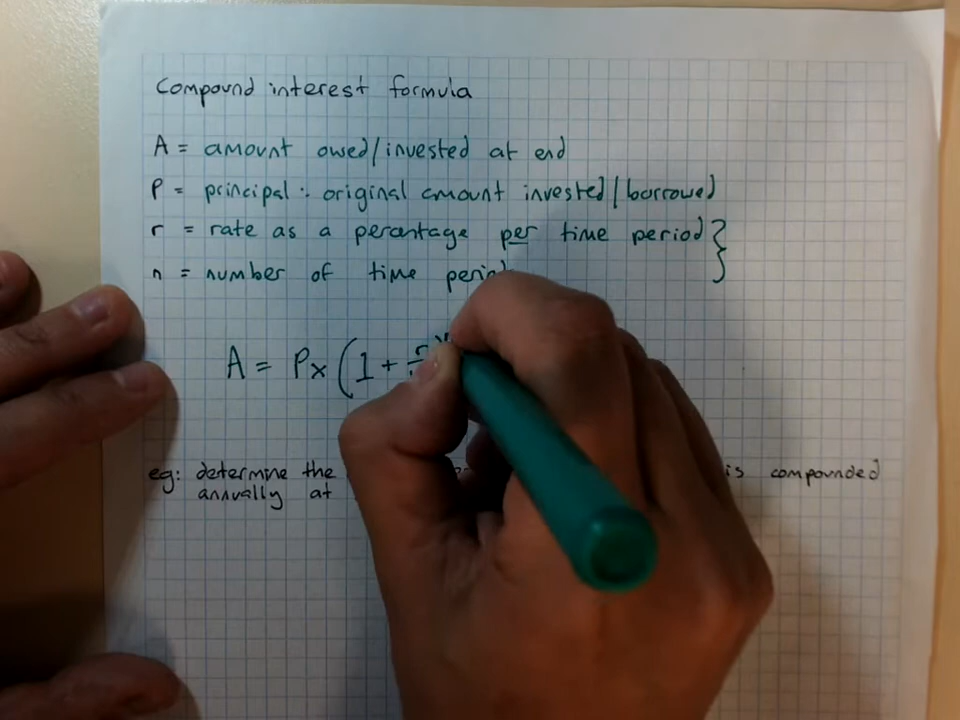 Compound interest formula
A = amount owed/invested at end
P = principal : original amount invested/borrowed
r = rate as a percentage per time period }
n = number of time
A = P× (1 +
eg: determine the is compounded
annually at